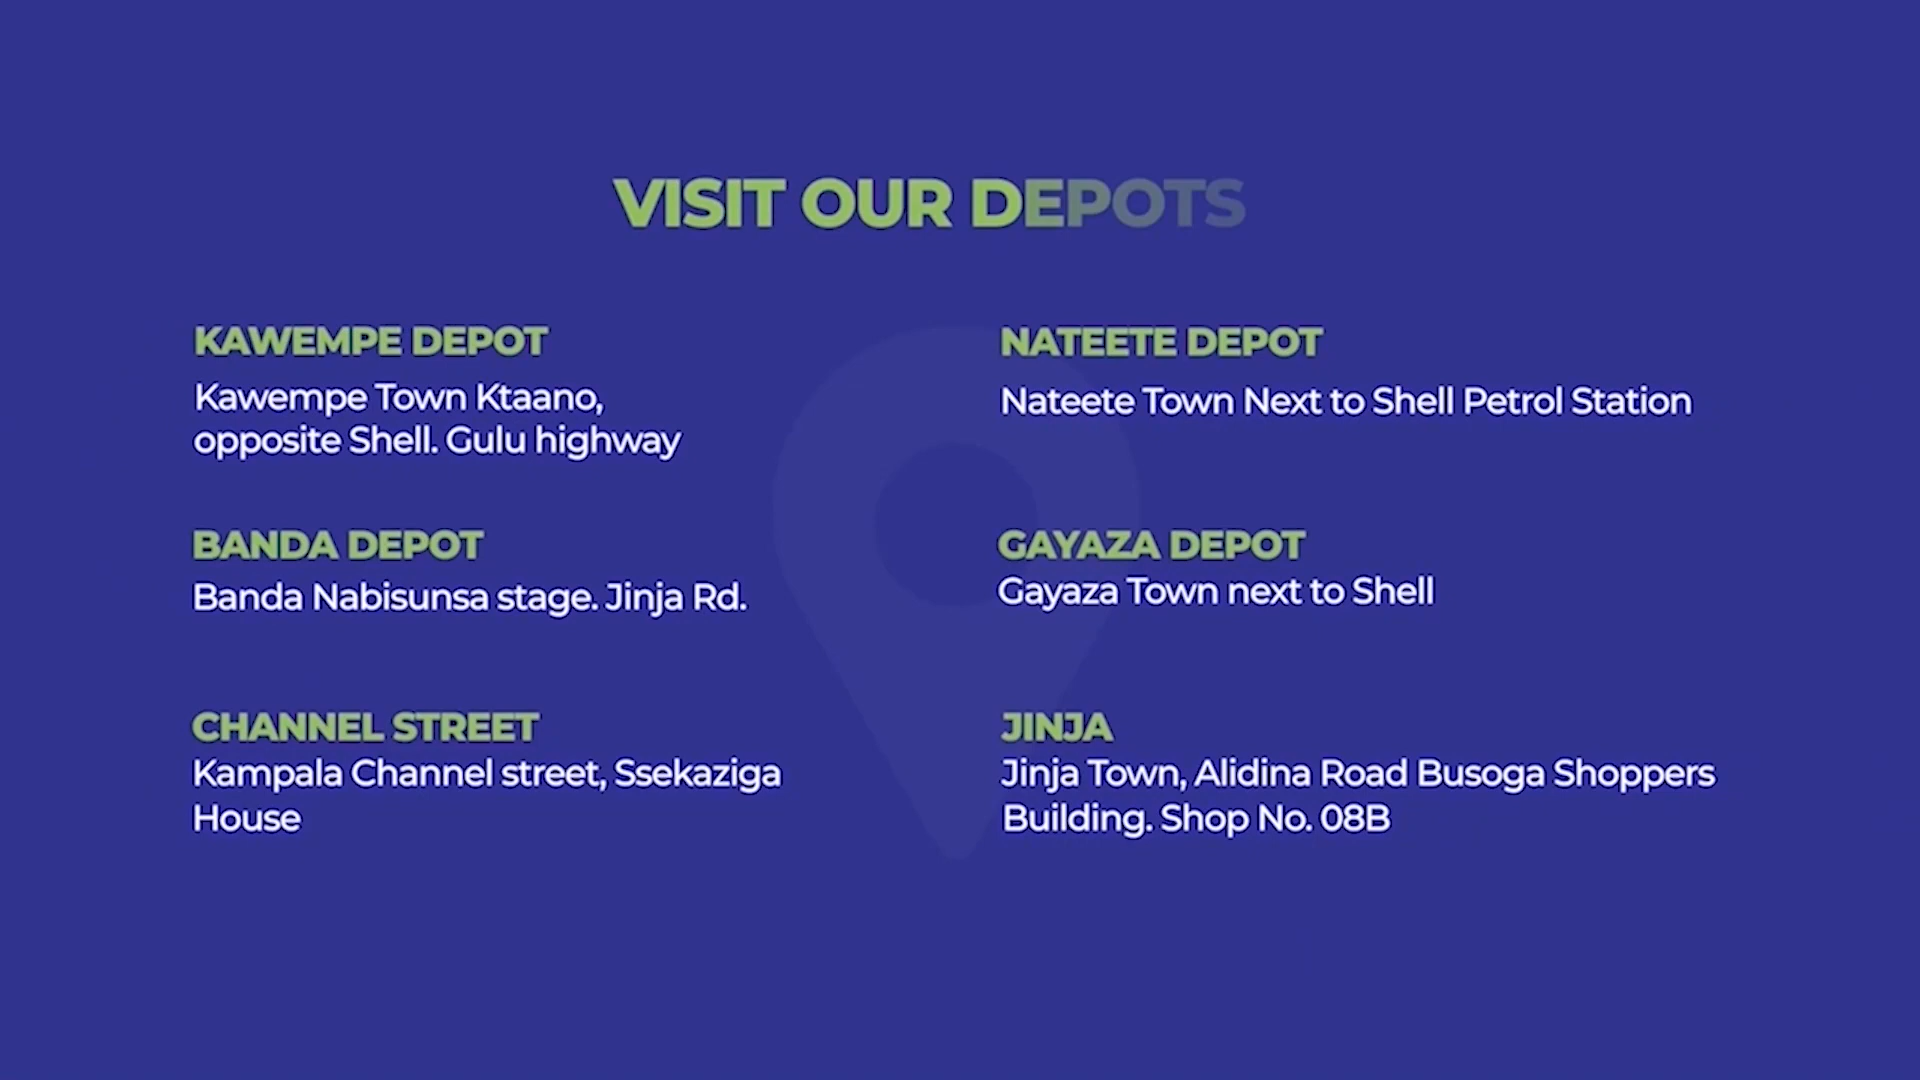 VISIT OUR DEPOTS
KAWEMPE DEPOT
Kawempe Town Ktaano,
opposite Shell. Gulu highway
NATEETE DEPOT
Nateete Town Next to Shell Petrol Station
BANDA DEPOT
Banda Nabisunsa stage. Jinja Rd.
GAYAZA DEPOT
Gayaza Town next to Shell
CHANNEL STREET
Kampala Channel street, Ssekaziga
House
JINJA
Jinja Town, Alidina Road Busoga Shoppers
Building. Shop No. 08B